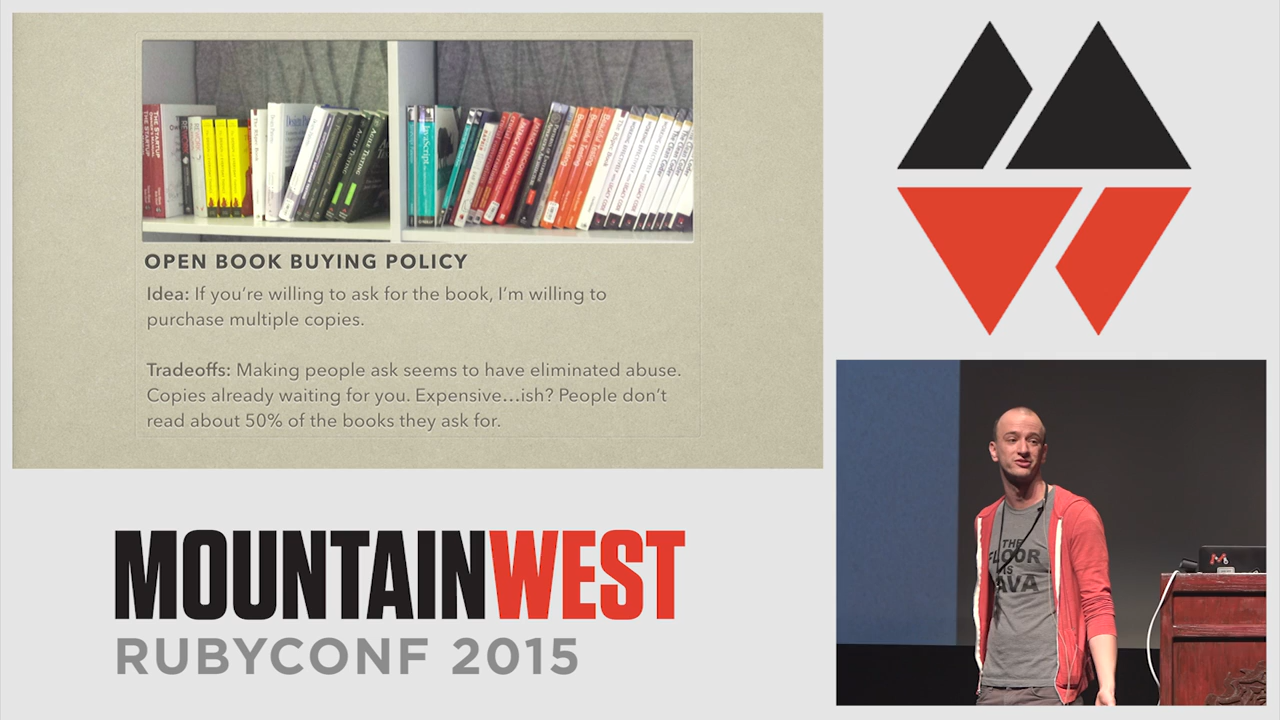 OPEN BOOK BUYING POLICY
Idea: If you're willing to ask for the book, I'm willing to
purchase multiple copies.
Tradeoffs: Making people ask seems to have eliminated abuse.
Copies already waiting for you. Expensive...ish? People don't
read about 50% of the books they ask for.
MOUNTAINWEST
RUBYCONF 2015
THE
FLOOR
IS
LAVA